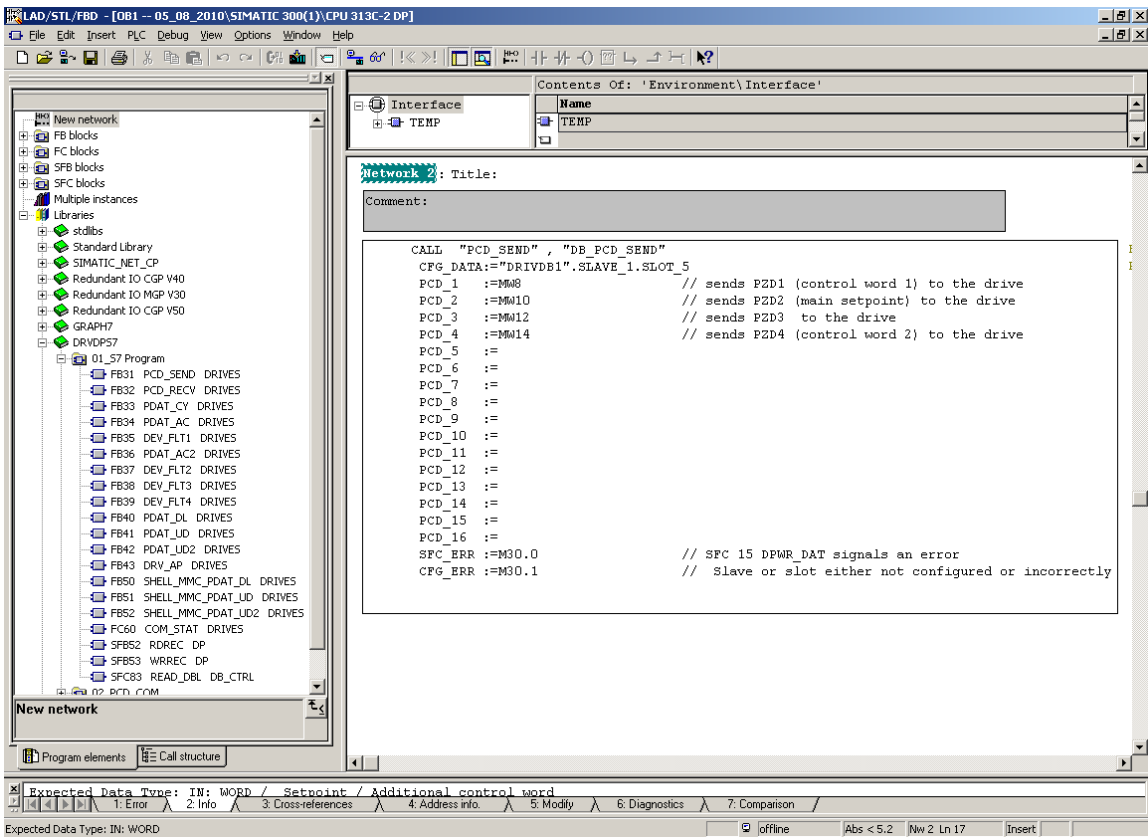 LAD/STL/FBD - [OB1 -- 05_08_2010\SIMATIC 300(1)\CPU 313C-2 DP]
File Edit Insert PLC Debug View Options Window Help
New network
FB blocks
FC blocks
SFB blocks
SFC blocks
Multiple instances
Libraries
stdlibs
Standard Library
SIMATIC_NET_CP
Redundant IO CGP V40
Redundant IO MGP V30
Redundant IO CGP V50
GRAPH7
DRVDPS7
01_S7 Program
FB31 PCD_SEND DRIVES
FB32 PCD_RECV DRIVES
FB33 PDAT_CY DRIVES
FB34 PDAT_AC DRIVES
FB35 DEV_FLT1 DRIVES
FB36 PDAT_AC2 DRIVES
FB37 DEV_FLT2 DRIVES
FB38 DEV_FLT3 DRIVES
FB39 DEV_FLT4 DRIVES
FB40 PDAT_DL DRIVES
FB41 PDAT_UD DRIVES
FB42 PDAT_UD2 DRIVES
FB43 DRV_AP DRIVES
FB50 SHELL_MMC_PDAT_DL DRIVES
FB51 SHELL_MMC_PDAT_UD DRIVES
FB52 SHELL_MMC_PDAT_UD2 DRIVES
FC60 COM_STAT DRIVES
SFB52 RDREC DP
SFB53 WRREC DP
SFC83 READ_DBL DB_CTRL
02_PCD_COM
New network
Program elements Call structure
Contents Of: 'Environment\Interface'
Interface
TEMP
Name
TEMP
Network 2: Title:
Comment:
CALL "PCD_SEND" , "DB_PCD_SEND"
CFG_DATA:="DRIVDB1".SLAVE_1.SLOT_5
PCD_1 :=MW8 // sends PZD1 (control word 1) to the drive
PCD_2 :=MW10 // sends PZD2 (main setpoint) to the drive
PCD_3 :=MW12 // sends PZD3 to the drive
PCD_4 :=MW14 // sends PZD4 (control word 2) to the drive
PCD_5 :=
PCD_6 :=
PCD_7 :=
PCD_8 :=
PCD_9 :=
PCD_10 :=
PCD_11 :=
PCD_12 :=
PCD_13 :=
PCD_14 :=
PCD_15 :=
PCD_16 :=
SFC_ERR :=M30.0 // SFC 15 DPWR_DAT signals an error
CFG_ERR :=M30.1 // Slave or slot either not configured or incorrectly
Expected Data Type: IN: WORD / Setpoint / Additional control word
1: Error 2: Info 3: Cross-references 4: Address info. 5: Modify 6: Diagnostics 7: Comparison
Expected Data Type: IN: WORD offline Abs < 5.2 Nw 2 Ln 17 Insert